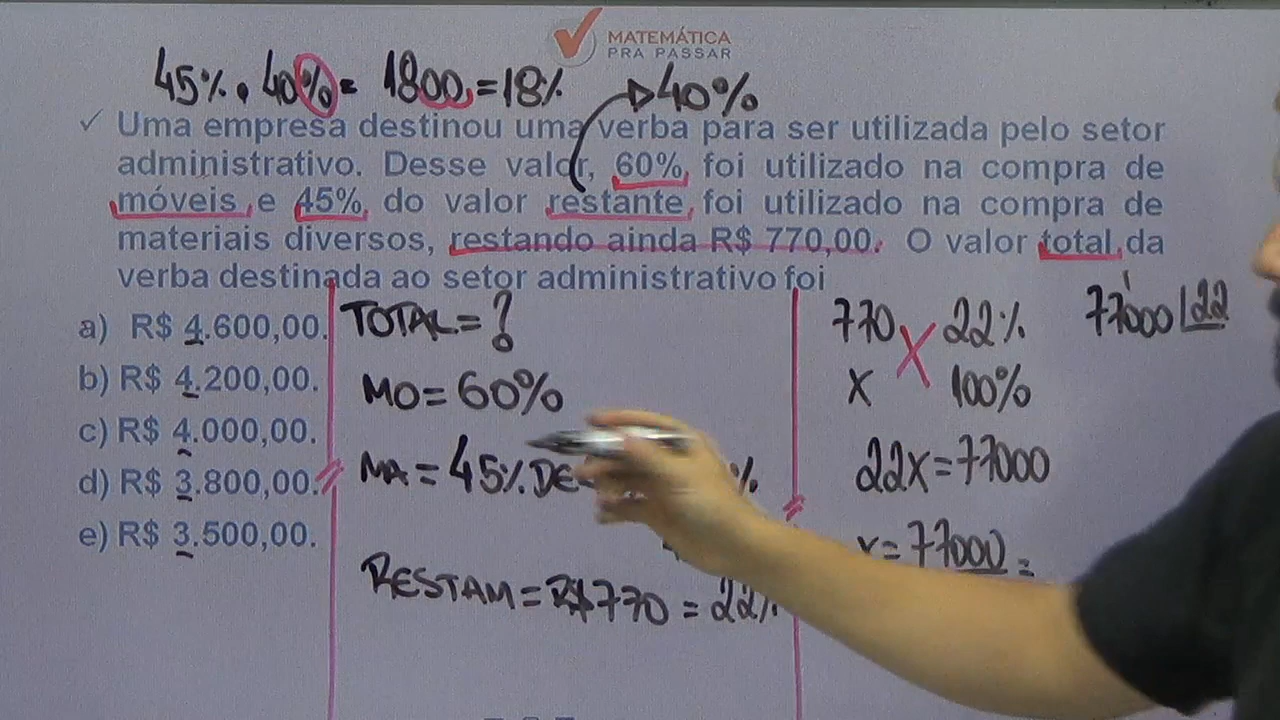 MATEMÁTICA
PRA PASSAR
45% . 40% = 1800, = 18%
40%
✓ Uma empresa destinou uma verba para ser utilizada pelo setor
administrativo. Desse valor, 60% foi utilizado na compra de
móveis e 45% do valor restante foi utilizado na compra de
materiais diversos, restando ainda R$ 770,00. O valor total da
verba destinada ao setor administrativo foi
a) R$ 4.600,00.
b) R$ 4.200,00.
c) R$ 4.000,00.
d) R$ 3.800,00.
e) R$ 3.500,00.
TOTAL = ?
MO = 60%
MA = 45% DE %
RESTAM = R$770 = 22%
770 22%
X 100%
22X = 77000
X = 77000 =
77000 22